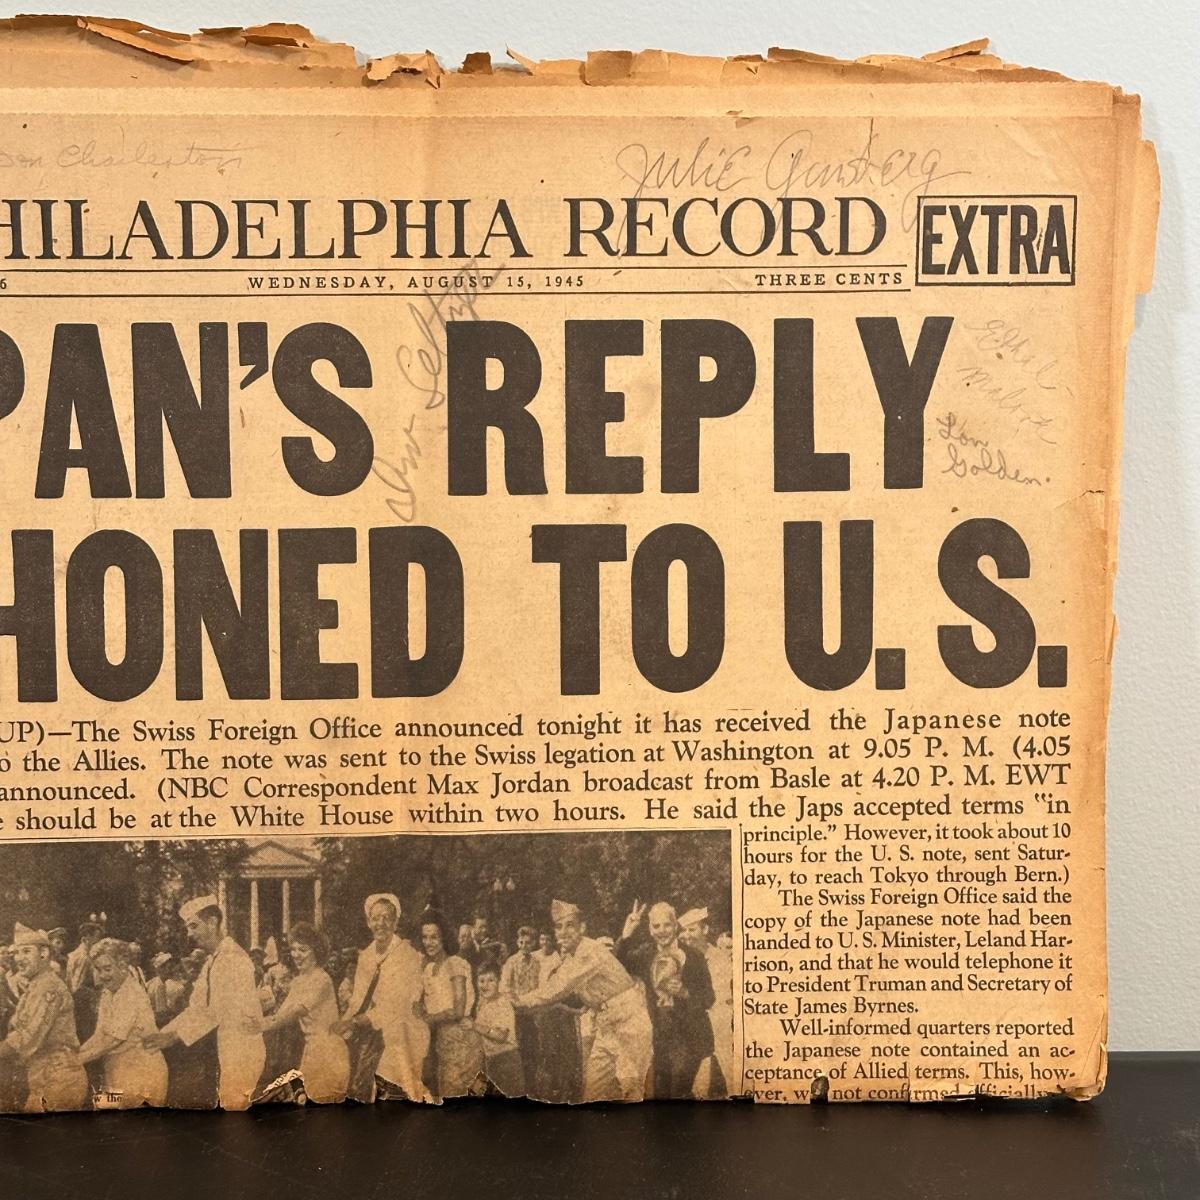 Julie
HILADELPHIA RECORD
EXTRA
6 WEDNESDAY, AUGUST 15, 1945 THREE CENTS
PAN'S REPLY
Ethel
Lon
Golden.
HONED TO U. S.
UP)—The Swiss Foreign Office announced tonight it has received the Japanese note
o the Allies. The note was sent to the Swiss legation at Washington at 9.05 P. M. (4.05
announced. (NBC Correspondent Max Jordan broadcast from Basle at 4.20 P. M. EWT
e should be at the White House within two hours. He said the Japs accepted terms "in
principle." However, it took about 10
hours for the U. S. note, sent Satur-
day, to reach Tokyo through Bern.)
The Swiss Foreign Office said the
copy of the Japanese note had been
handed to U. S. Minister, Leland Har-
rison, and that he would telephone it
to President Truman and Secretary of
State James Byrnes.
Well-informed quarters reported
the Japanese note contained an ac-
ceptance of Allied terms. This, how-
ever, w not confirmed officially
w the